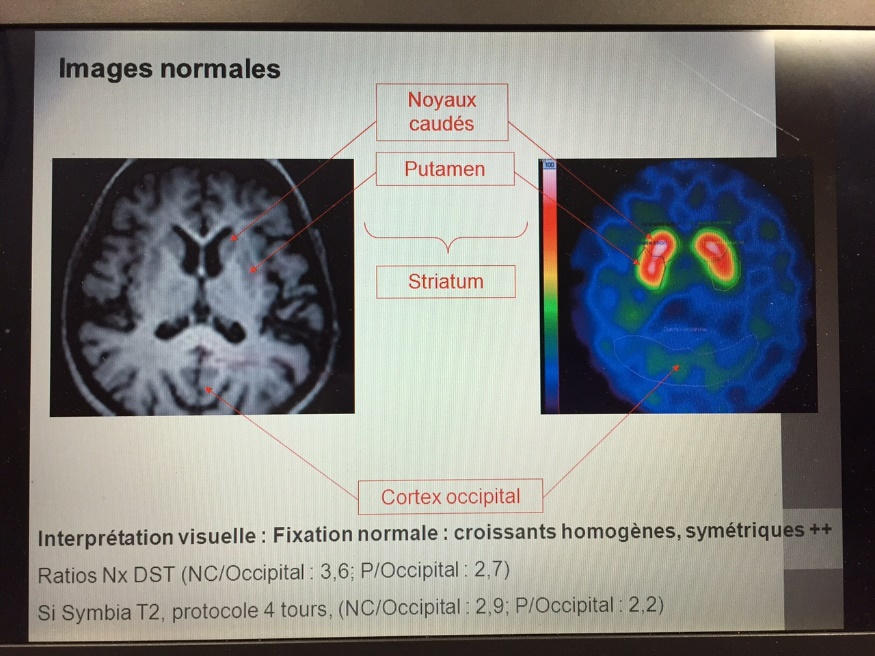 Images normales
Noyaux
caudés
Putamen
Striatum
100
Cortex occipital
Interprétation visuelle : Fixation normale : croissants homogènes, symétriques ++
Ratios Nx DST (NC/Occipital : 3,6; P/Occipital : 2,7)
Si Symbia T2, protocole 4 tours, (NC/Occipital : 2,9; P/Occipital : 2,2)